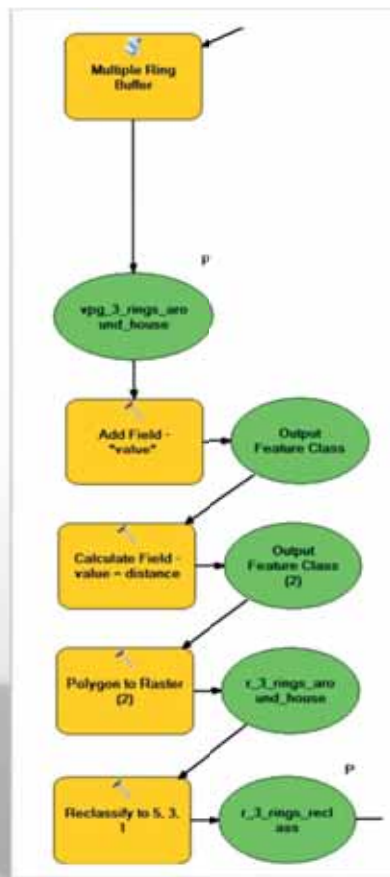 Multiple Ring
Buffer
P
vpg_3_rings_aro
und_house
Add Field -
"value"
Output
Feature Class
Calculate Field -
value = distance
Output
Feature Class
(2)
Polygon to Raster
(2)
r_3_rings_aro
und_house
P
Reclassify to 5, 3,
1
r_3_rings_recl
ass